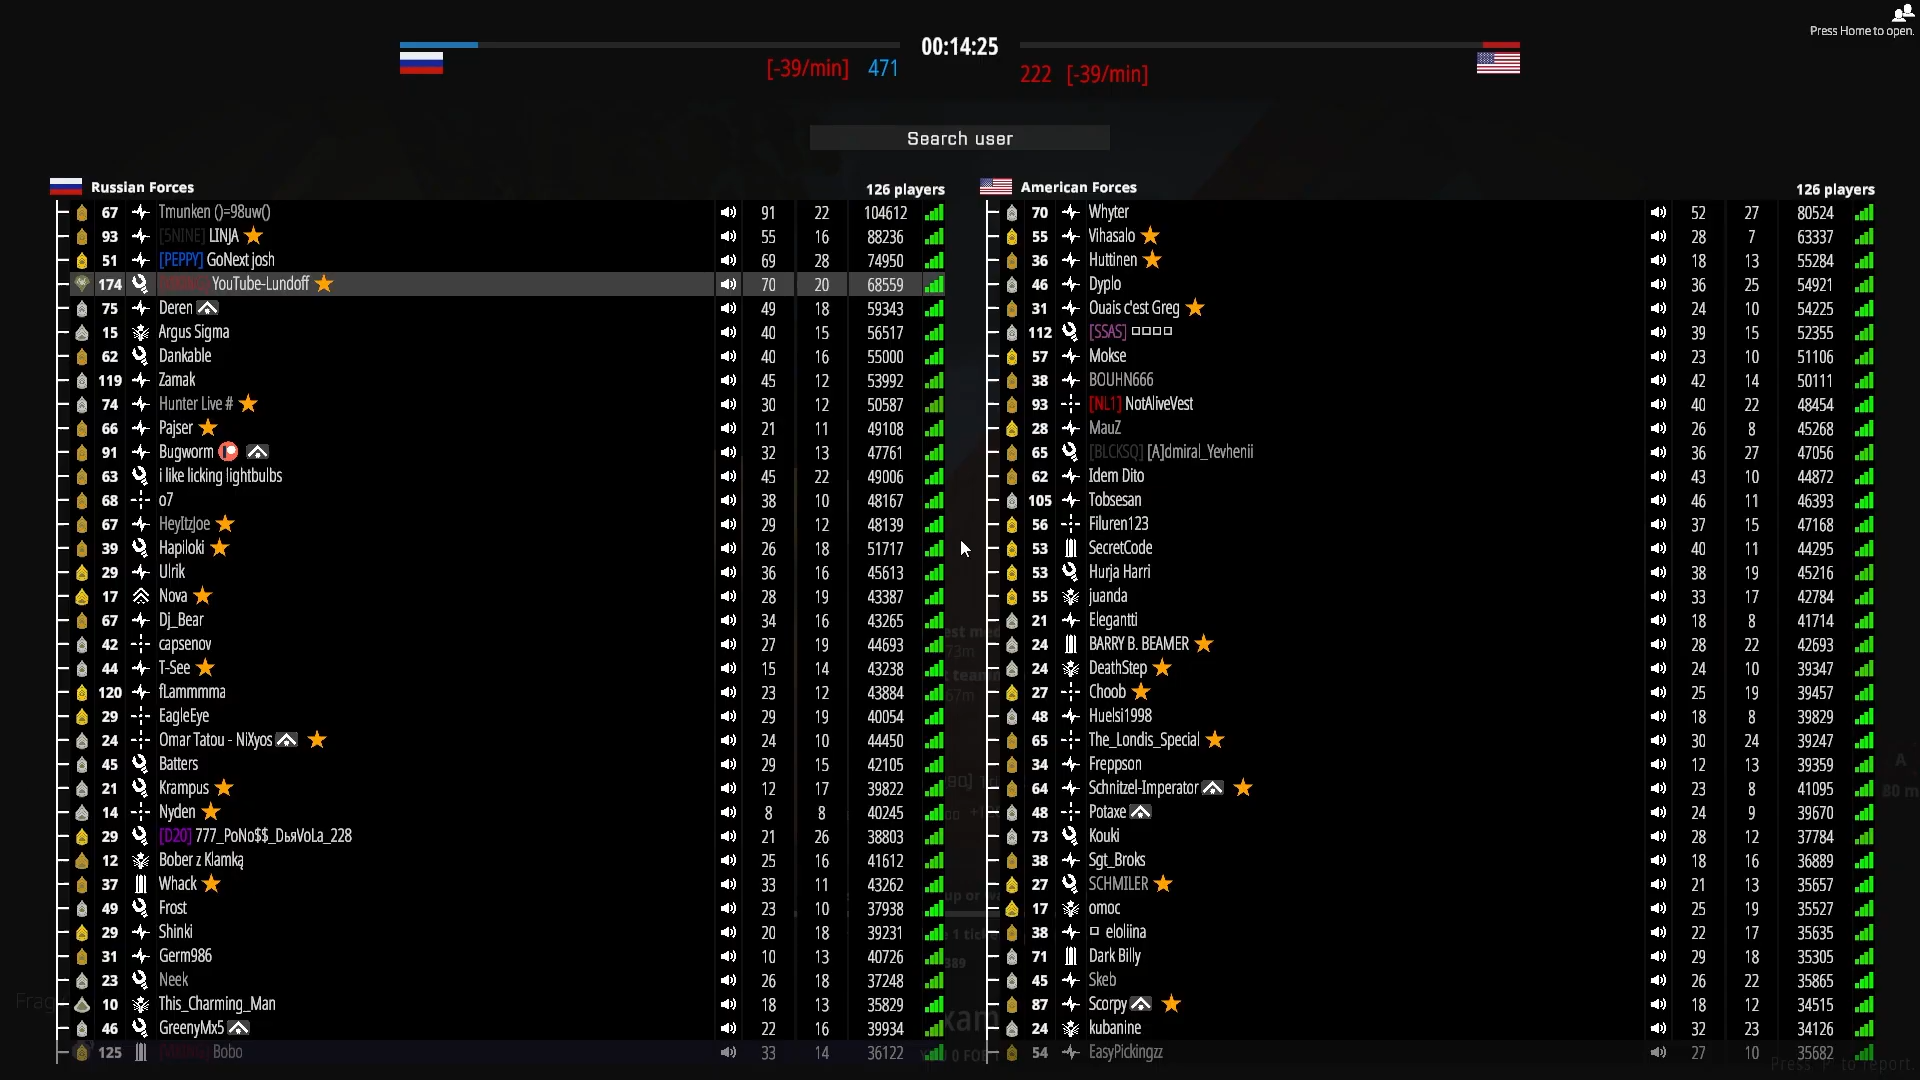 Press Home to open.
00:14:25
[-39/min] 471
222 [-39/min]
Search user
Russian Forces 126 players
67 Tmunken ()=98uw() 91 22 104612
93 [5NINE] LINJA 55 16 88236
51 [PEPPY] GoNext josh 69 28 74950
174 YouTube-Lundoff 70 20 68559
75 Deren 49 18 59343
15 Argus Sigma 40 15 56517
62 Dankable 40 16 55000
119 Zamak 45 12 53992
74 Hunter Live # 30 12 50587
66 Pajser 21 11 49108
91 Bugworm 32 13 47761
63 i like licking lightbulbs 45 22 49006
68 o7 38 10 48167
67 HeyItzJoe 29 12 48139
39 Hapiloki 26 18 51717
29 Ulrik 36 16 45613
17 Nova 28 19 43387
67 Dj_Bear 34 16 43265
42 capsenov 27 19 44693
44 T-See 15 14 43238
120 fLammmma 23 12 43884
29 EagleEye 29 19 40054
24 Omar Tatou - NiXyos 24 10 44450
45 Batters 29 15 42105
21 Krampus 12 17 39822
14 Nyden 8 8 40245
29 [D20] 777_PoNo$$_DьяVoLa_228 21 26 38803
12 Bober z Klamką 25 16 41612
37 Whack 33 11 43262
49 Frost 23 10 37938
29 Shinki 20 18 39231
31 Germ986 10 13 40726
23 Neek 26 18 37248
10 This_Charming_Man 18 13 35829
46 GreenyMx5 22 16 39934
125 Bobo 33 14 36122
American Forces 126 players
70 Whyter 52 27 80524
55 Vihasalo 28 7 63337
36 Huttinen 18 13 55284
46 Dyplo 36 25 54921
31 Ouais c'est Greg 24 10 54225
112 [SSAS] □□□□ 39 15 52355
57 Mokse 23 10 51106
38 BOUHN666 42 14 50111
93 [NL1] NotAliveVest 40 22 48454
28 MauZ 26 8 45268
65 [BLCKSQ] [A]dmiral_Yevhenii 36 27 47056
62 Idem Dito 43 10 44872
105 Tobsesan 46 11 46393
56 Filuren123 37 15 47168
53 SecretCode 40 11 44295
53 Hurja Harri 38 19 45216
55 juanda 33 17 42784
21 Elegantti 18 8 41714
24 BARRY B. BEAMER 28 22 42693
24 DeathStep 24 10 39347
27 Choob 25 19 39457
48 Huelsi1998 18 8 39829
65 The_Londis_Special 30 24 39247
34 Freppson 12 13 39359
64 Schnitzel-Imperator 23 8 41095
48 Potaxe 24 9 39670
73 Kouki 28 12 37784
38 Sgt_Broks 18 16 36889
27 SCHMILER 21 13 35657
17 omoc 25 19 35527
38 □ eloliina 22 17 35635
71 Dark Billy 29 18 35305
45 Skeb 26 22 35865
87 Scorpy 18 12 34515
24 kubanine 32 23 34126
54 EasyPickingzz 27 10 35682